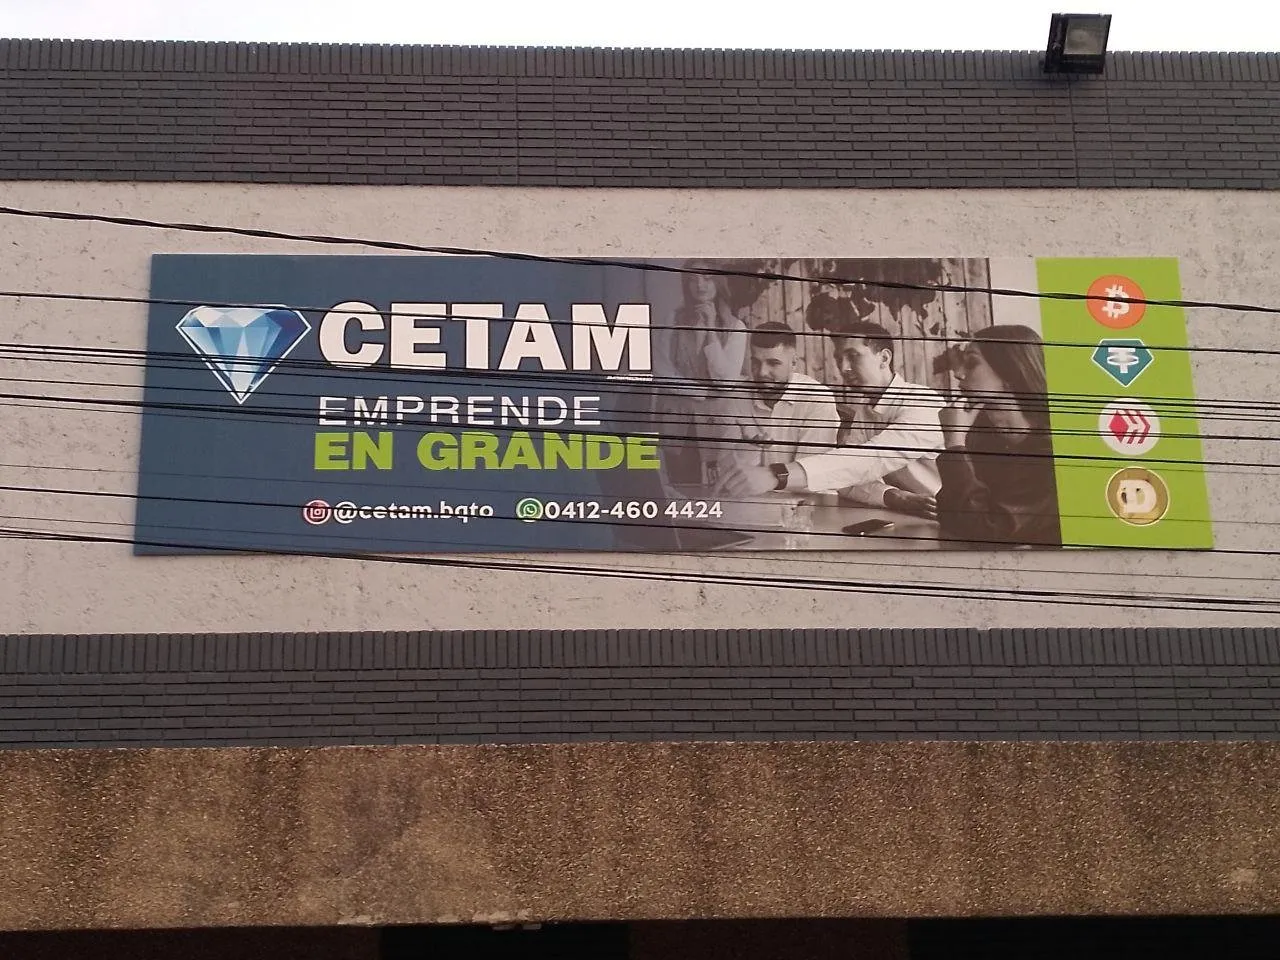 CETAM
EMPRENDE
EN GRANDE
@cetam.bqto 0412-460 4424